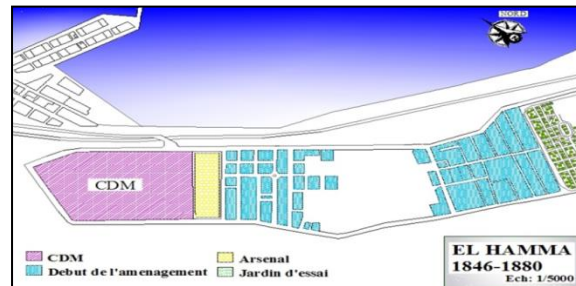 NORD
CDM
CDM
Arsenal
Debut de l'amenagement
Jardin d'essai
EL HAMMA
1846-1880
Ech: 1/5000